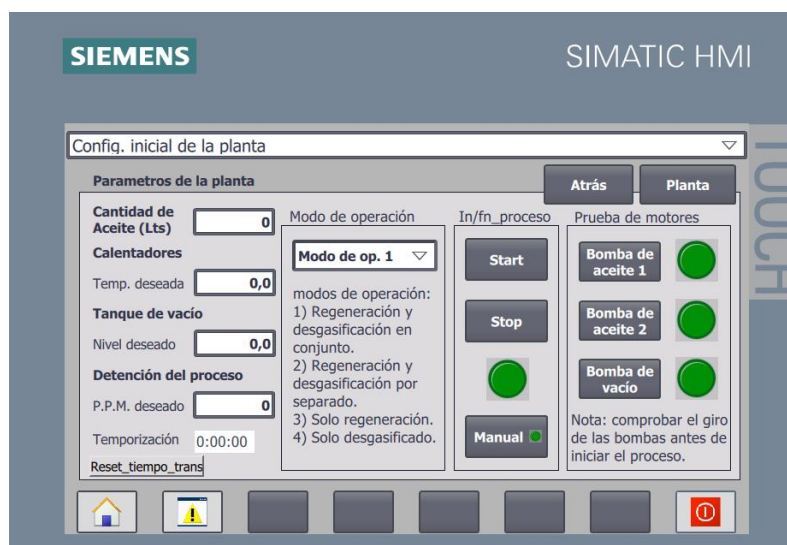 SIEMENS
SIMATIC HMI
TOUCH
Config. inicial de la planta
Parametros de la planta
Atrás
Planta
Cantidad de
Aceite (Lts)
0
Calentadores
Temp. deseada
0,0
Tanque de vacío
Nivel deseado
0,0
Detención del proceso
P.P.M. deseado
0
Temporización
0:00:00
Reset_tiempo_trans
Modo de operación
Modo de op. 1
modos de operación:
1) Regeneración y
desgasificación en
conjunto.
2) Regeneración y
desgasificación por
separado.
3) Solo regeneración.
4) Solo desgasificado.
In/fn_proceso
Start
Stop
Manual
Prueba de motores
Bomba de
aceite 1
Bomba de
aceite 2
Bomba de
vacío
Nota: comprobar el giro
de las bombas antes de
iniciar el proceso.